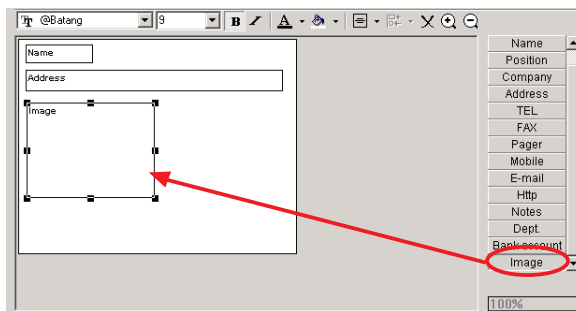 @Batang 9 B I A
Name
Address
Image
Name
Position
Company
Address
TEL
FAX
Pager
Mobile
E-mail
Http
Notes
Dept.
Bank account
Image
100%